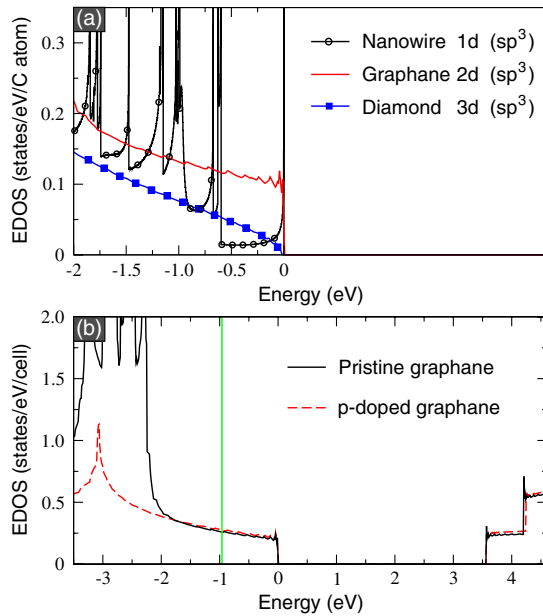 (a)
Nanowire 1d (sp³)
Graphane 2d (sp³)
Diamond 3d (sp³)
EDOS (states/eV/C atom)
0.3
0.2
0.1
0
-2 -1.5 -1.0 -0.5 0
Energy (eV)
(b)
Pristine graphane
p-doped graphane
EDOS (states/eV/cell)
2.0
1.5
1.0
0.5
0
-3 -2 -1 0 1 2 3 4
Energy (eV)